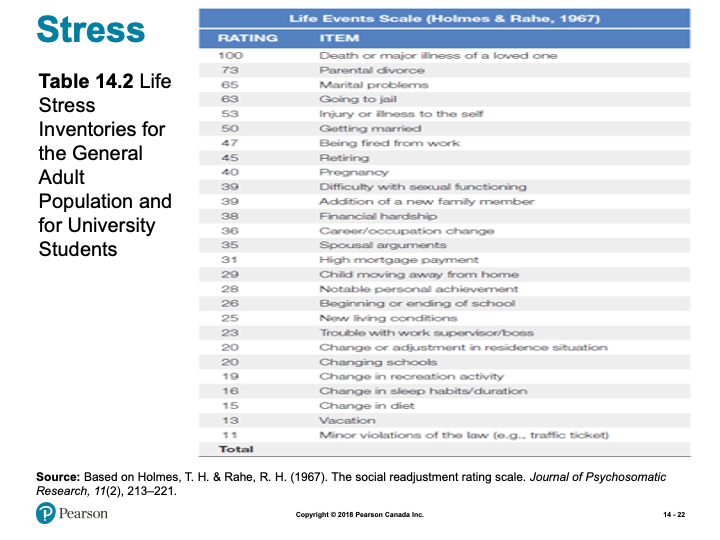 Stress
Table 14.2 Life
Stress
Inventories for
the General
Adult
Population and
for University
Students
Life Events Scale (Holmes & Rahe, 1967)
RATING ITEM
100 Death or major illness of a loved one
73 Parental divorce
65 Marital problems
63 Going to jail
53 Injury or illness to the self
50 Getting married
47 Being fired from work
45 Retiring
40 Pregnancy
39 Difficulty with sexual functioning
39 Addition of a new family member
38 Financial hardship
36 Career/occupation change
35 Spousal arguments
31 High mortgage payment
29 Child moving away from home
28 Notable personal achievement
26 Beginning or ending of school
25 New living conditions
23 Trouble with work supervisor/boss
20 Change or adjustment in residence situation
20 Changing schools
19 Change in recreation activity
16 Change in sleep habits/duration
15 Change in diet
13 Vacation
11 Minor violations of the law (e.g., traffic ticket)
Total
Source: Based on Holmes, T. H. & Rahe, R. H. (1967). The social readjustment rating scale. Journal of Psychosomatic
Research, 11(2), 213–221.
P Pearson
Copyright © 2018 Pearson Canada Inc.
14 - 22